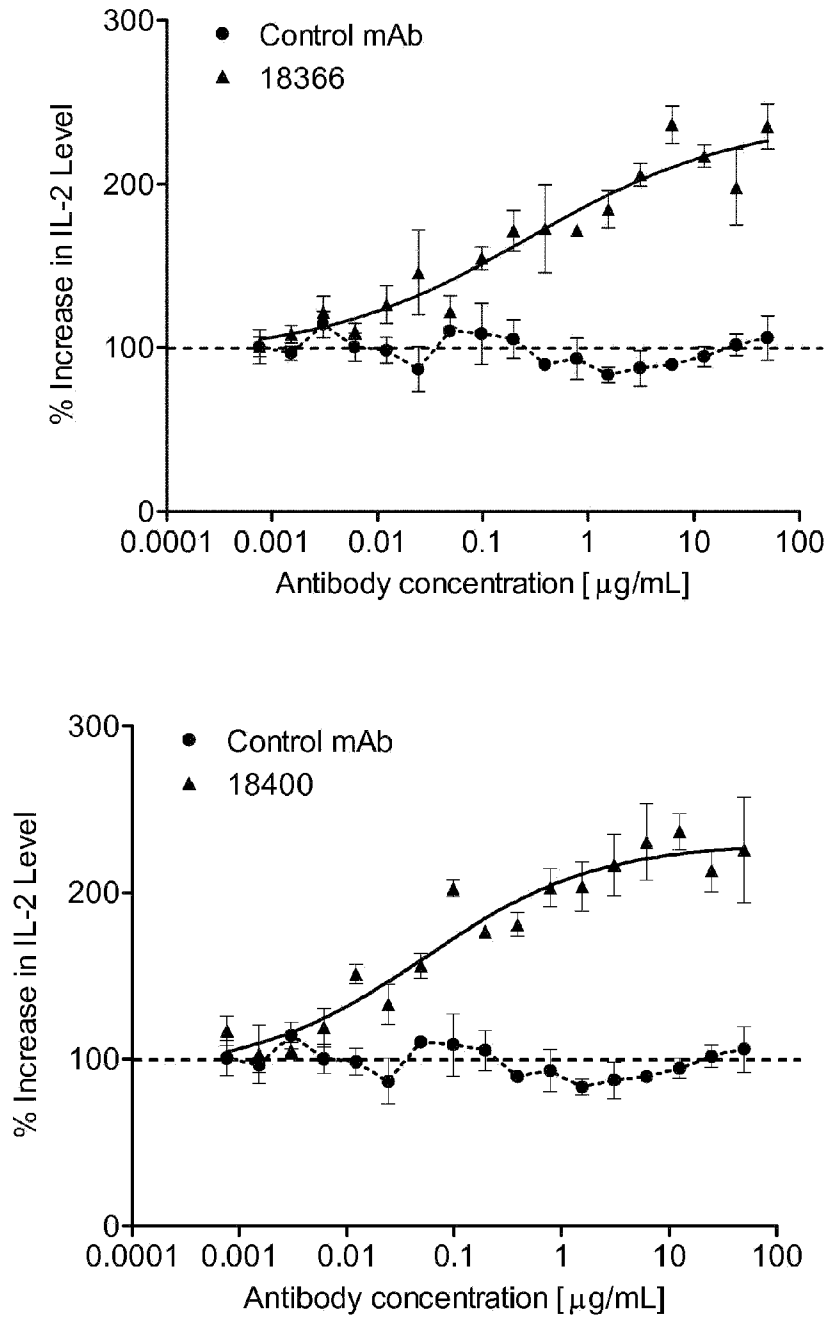 300
Control mAb
18366
200
100
0
% Increase in IL-2 Level
0.0001 0.001 0.01 0.1 1 10 100
Antibody concentration [ μg/mL]
300
Control mAb
18400
200
100
0
% Increase in IL-2 Level
0.0001 0.001 0.01 0.1 1 10 100
Antibody concentration [ μg/mL]